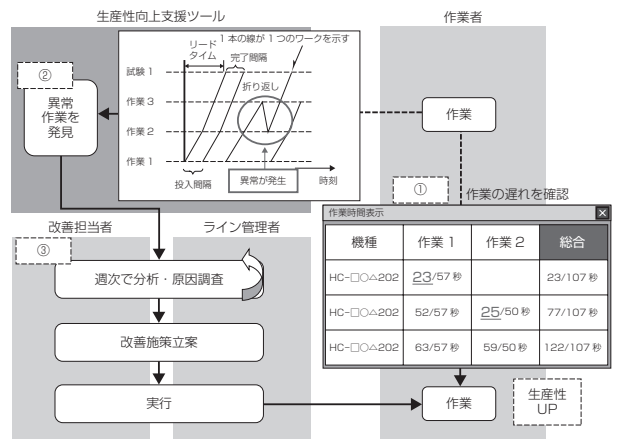 生産性向上支援ツール
作業者
リード
タイム
1 本の線が 1 つのワークを示す
完了間隔
試験 1
折り返し
作業 3
作業 2
作業 1
投入間隔
異常が発生
時刻
②
異常
作業を
発見
作業
①
作業の遅れを確認
作業時間表示
機種
作業 1
作業 2
総合
HC-□○△202
23/57 秒
23/107 秒
HC-□○△202
52/57 秒
25/50 秒
77/107 秒
HC-□○△202
63/57 秒
59/50 秒
122/107 秒
改善担当者
ライン管理者
③
週次で分析・原因調査
改善施策立案
実行
作業
生産性
UP